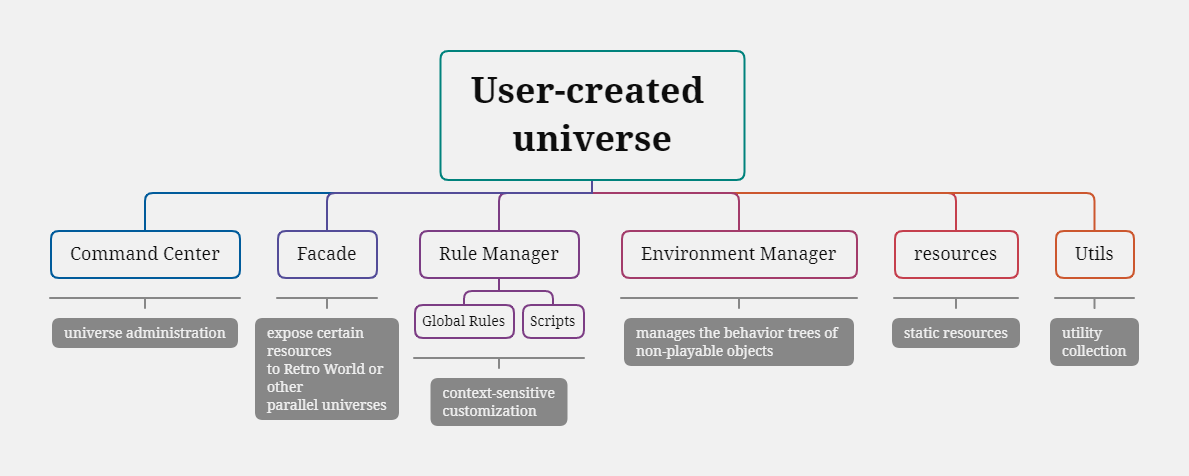 User-created
universe
Command Center
Facade
Rule Manager
Environment Manager
resources
Utils
Global Rules
Scripts
universe administration
expose certain
resources
to Retro World or
other
parallel universes
context-sensitive
customization
manages the behavior trees of
non-playable objects
static resources
utility
collection